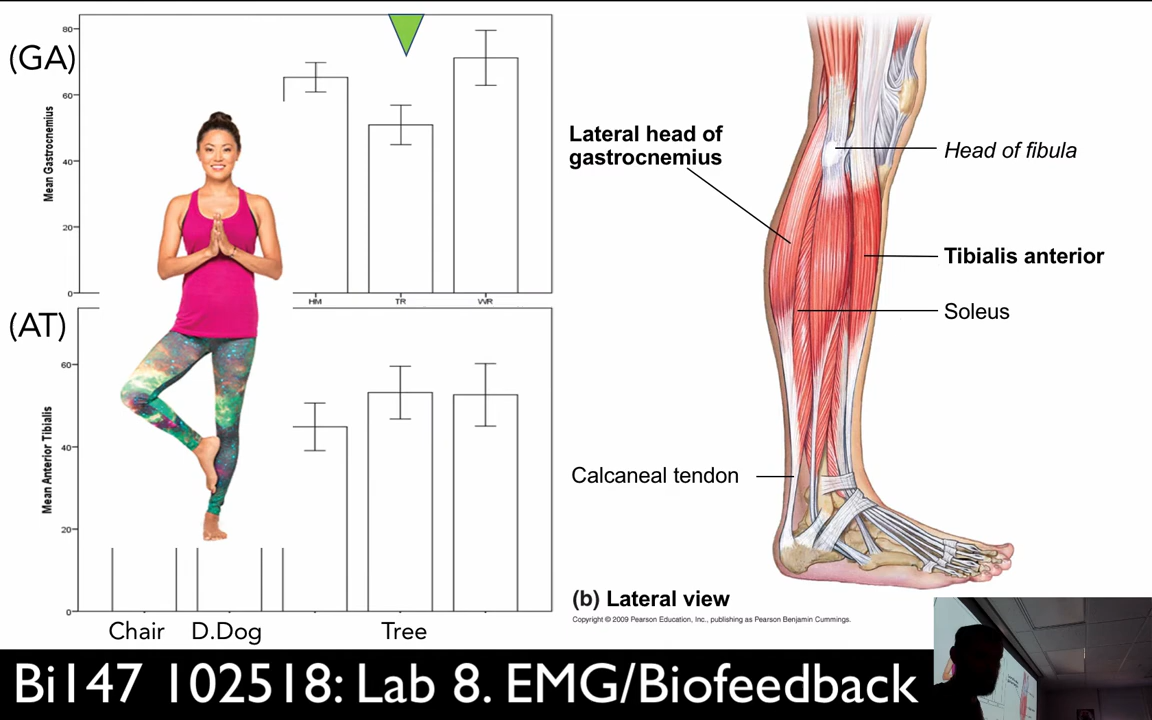 (GA)
Mean Gastrocnemius
80
60
40
20
0
HM TR WR
(AT)
Mean Anterior Tibialis
60
40
20
0
Chair D.Dog Tree
Lateral head of
gastrocnemius
Head of fibula
Tibialis anterior
Soleus
Calcaneal tendon
(b) Lateral view
Copyright © 2009 Pearson Education, Inc., publishing as Pearson Benjamin Cummings.
Bi147 102518: Lab 8. EMG/Biofeedback